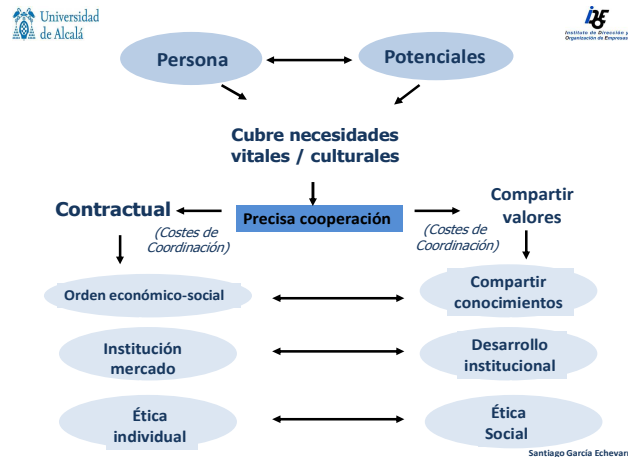 Universidad
de Alcalá
Instituto de Dirección y
Organización de Empresas
Persona
Potenciales
Cubre necesidades
vitales / culturales
Contractual
Precisa cooperación
Compartir
valores
(Costes de
Coordinación)
(Costes de
Coordinación)
Orden económico-social
Compartir
conocimientos
Institución
mercado
Desarrollo
institucional
Ética
individual
Ética
Social
Santiago García Echevar